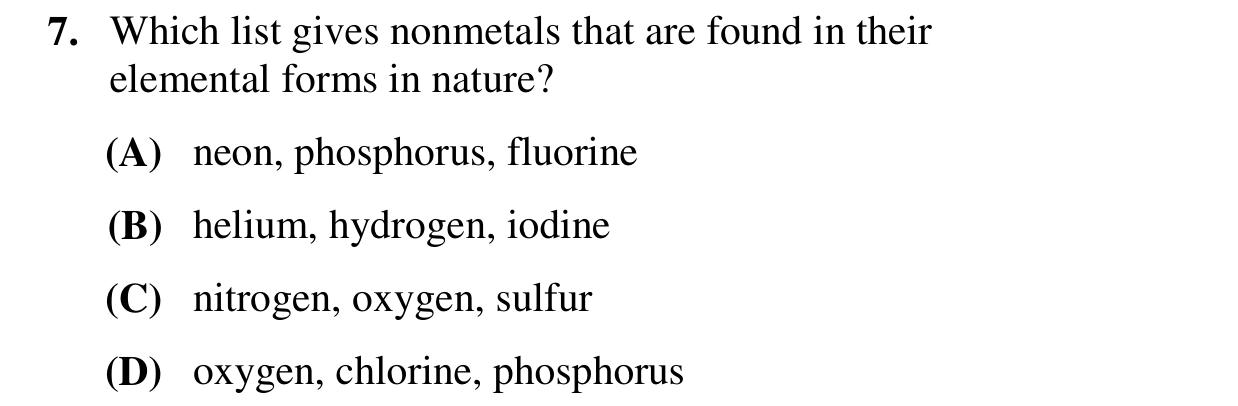 7. Which list gives nonmetals that are found in their
elemental forms in nature?
(A) neon, phosphorus, fluorine
(B) helium, hydrogen, iodine
(C) nitrogen, oxygen, sulfur
(D) oxygen, chlorine, phosphorus